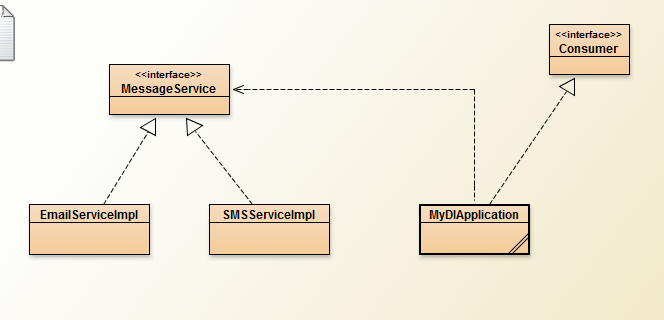 <<interface>>
Consumer
<<interface>>
MessageService
EmailServiceImpl
SMSServiceImpl
MyDIApplication